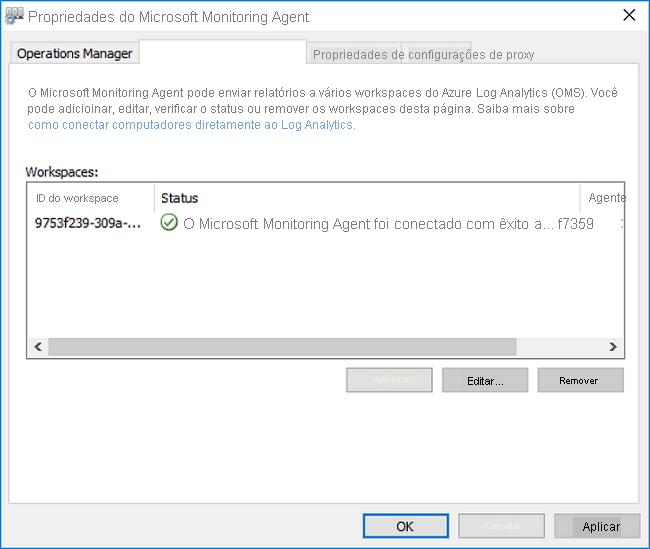 Propriedades do Microsoft Monitoring Agent
Operations Manager
Propriedades de configurações de proxy
O Microsoft Monitoring Agent pode enviar relatórios a vários workspaces do Azure Log Analytics (OMS). Você
pode adicioinar, editar, verificar o status ou remover os workspaces desta página. Saiba mais sobre
como conectar computadores diretamente ao Log Analytics.
Workspaces:
ID do workspace Status Agente
9753f239-309a-... O Microsoft Monitoring Agent foi conectado com êxito a... f7359
Adicionar Editar... Remover
OK Cancelar Aplicar